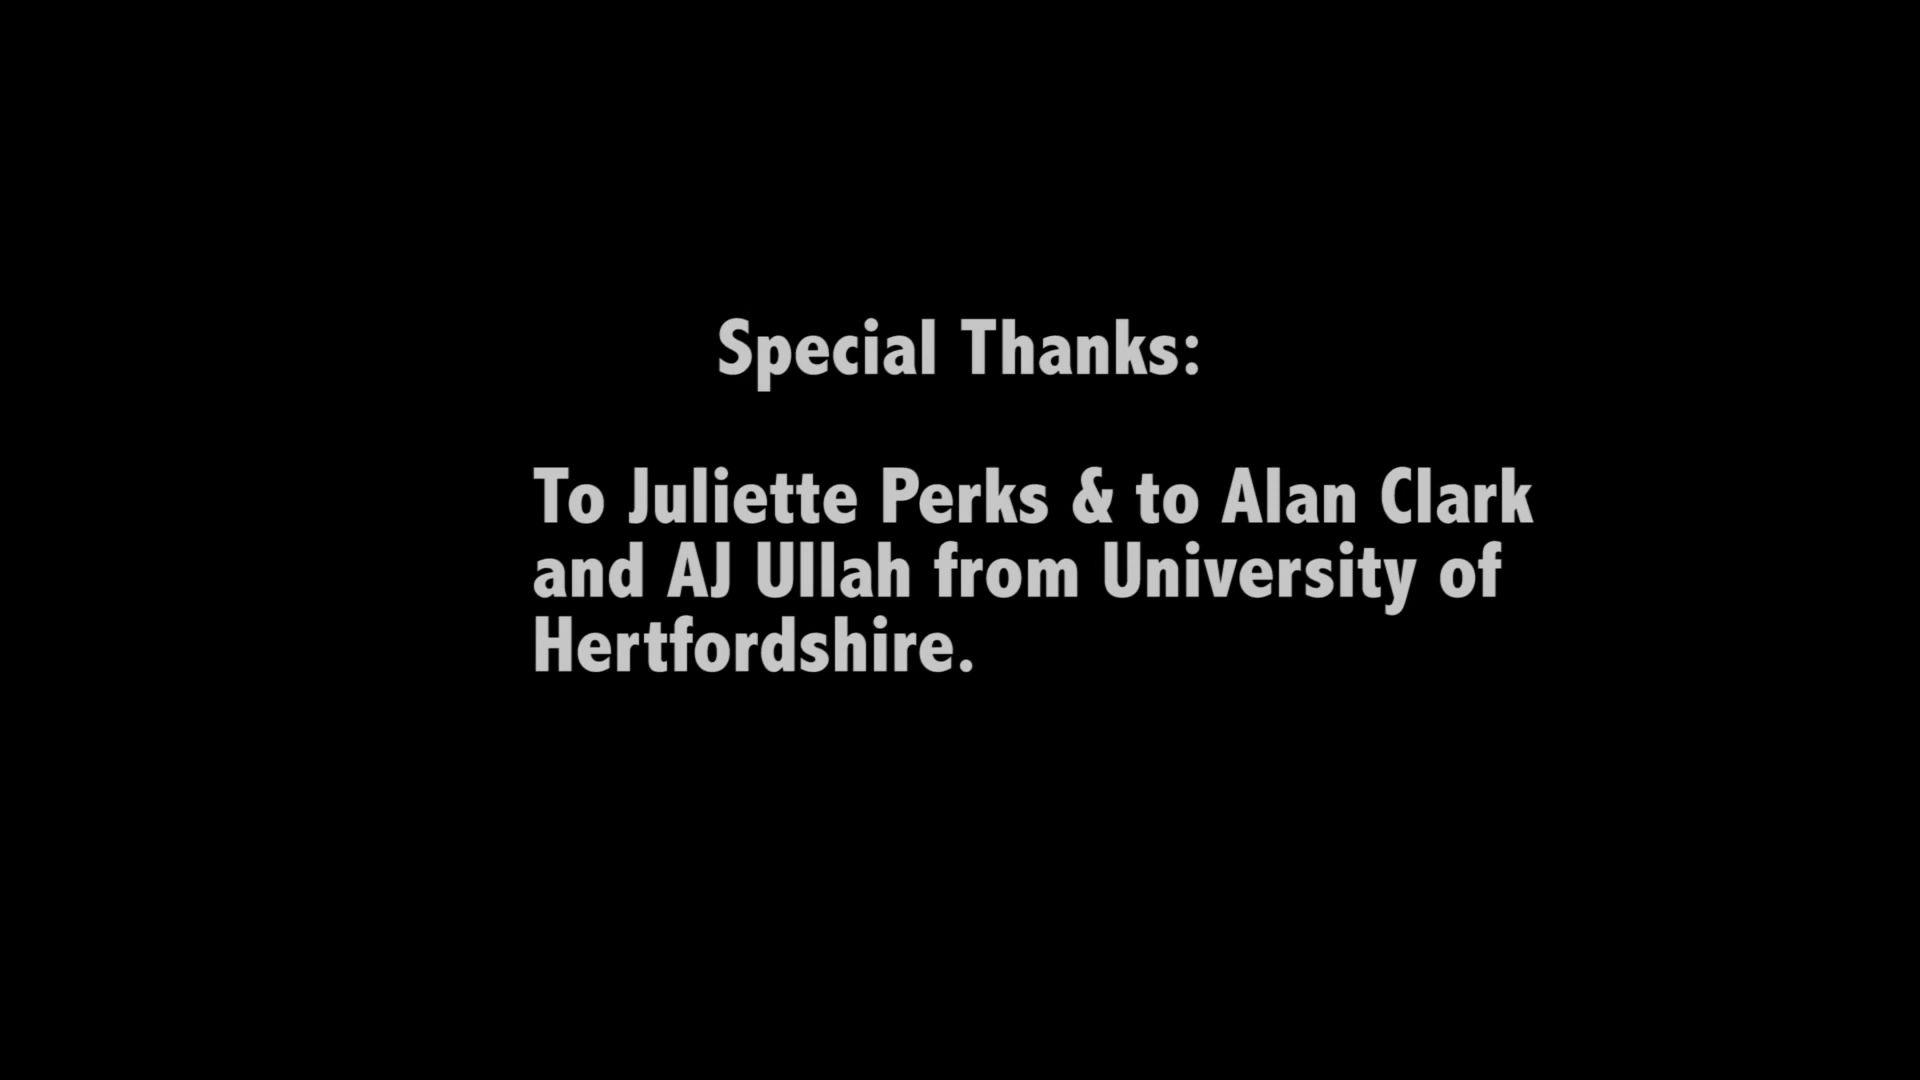 Special Thanks:
To Juliette Perks & to Alan Clark
and AJ Ullah from University of
Hertfordshire.